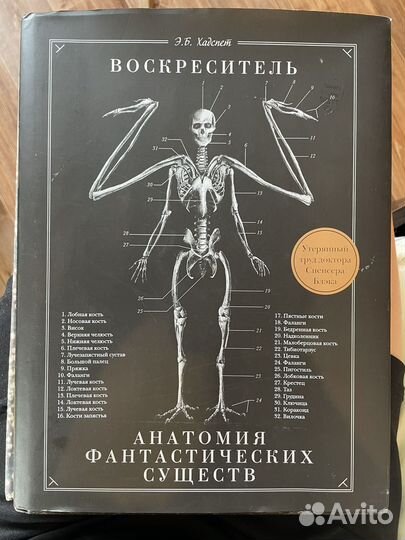 Э.Б. Хадспет
ВОСКРЕСИТЕЛЬ
Утерянный
труд доктора
Спенсера
Блэка
1. Лобная кость
2. Носовая кость
3. Висок
4. Верхняя челюсть
5. Нижняя челюсть
6. Плечевая кость
7. Лучезапястный сустав
8. Большой палец
9. Пряжка
10. Фаланги
11. Лучевая кость
12. Локтевая кость
13. Плечевая кость
14. Локтевая кость
15. Лучевая кость
16. Кости запястья
17. Пястные кости
18. Фаланги
19. Бедренная кость
20. Надколенник
21. Малоберцовая кость
22. Тибиотарзус
23. Цевка
24. Фаланги
25. Пигостиль
26. Лобковая кость
27. Крестец
28. Таз
29. Грудина
30. Ключица
31. Коракоид
32. Вилочка
АНАТОМИЯ
ФАНТАСТИЧЕСКИХ
СУЩЕСТВ
Avito